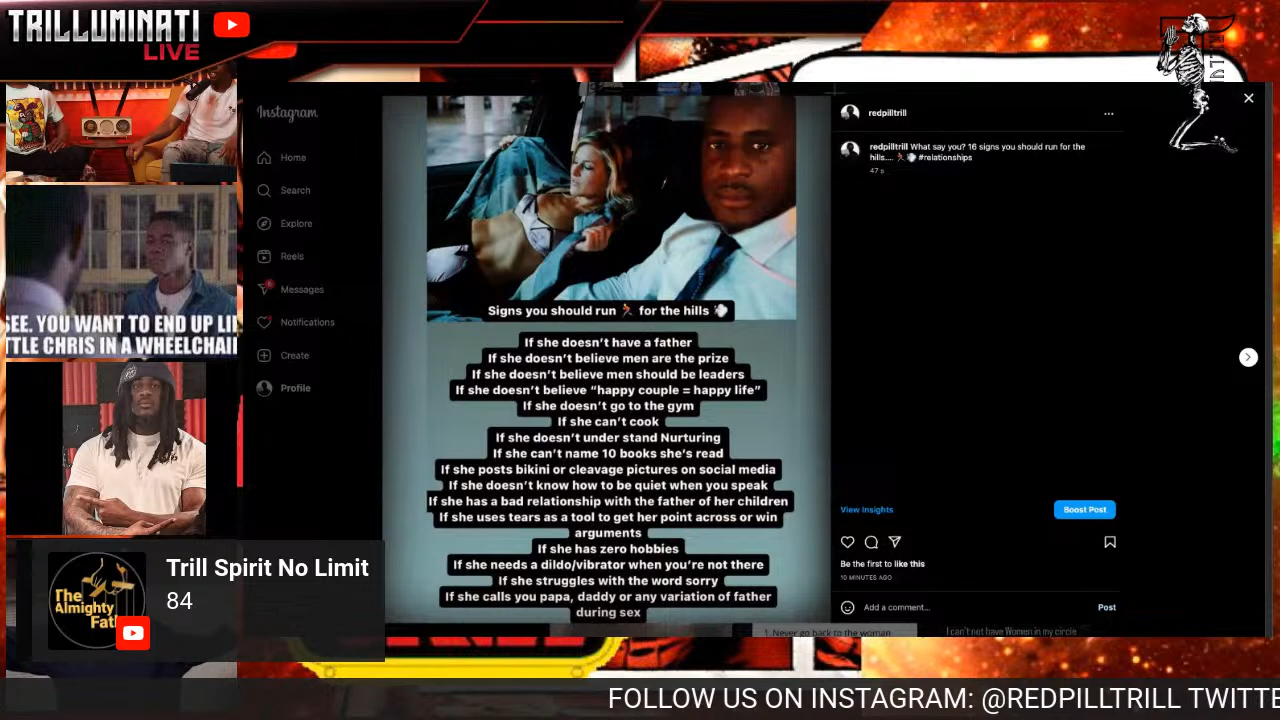 TRILLUMINATI
LIVE
SEE. YOU WANT TO END UP
TTLE CHRIS IN A WHEELCHAIR
Trill Spirit No Limit
84
The
Almighty
Instagram
Home
Search
Explore
Reels
Messages
Notifications
Create
Profile
Signs you should run 🏃🏾 for the hills 💨
If she doesn't have a father
If she doesn't believe men are the prize
If she doesn't believe men should be leaders
If she doesn't believe “happy couple = happy life”
If she doesn't go to the gym
If she can't cook
If she doesn't under stand Nurturing
If she can't name 10 books she's read
If she posts bikini or cleavage pictures on social media
If she doesn't know how to be quiet when you speak
If she has a bad relationship with the father of her children
If she uses tears as a tool to get her point across or win
arguments
If she has zero hobbies
If she needs a dildo/vibrator when you're not there
If she struggles with the word sorry
If she calls you papa, daddy or any variation of father
during sex
redpilltrill
redpilltrill What say you? 16 signs you should run for the
hills.... 🏃🏾💨 #relationships
47 s
View Insights
Boost Post
Be the first to like this
10 MINUTES AGO
Add a comment...
Post
1. Never go back to the woman
I can't not have Women in my circle
FOLLOW US ON INSTAGRAM: @REDPILLTRILL TWITTE